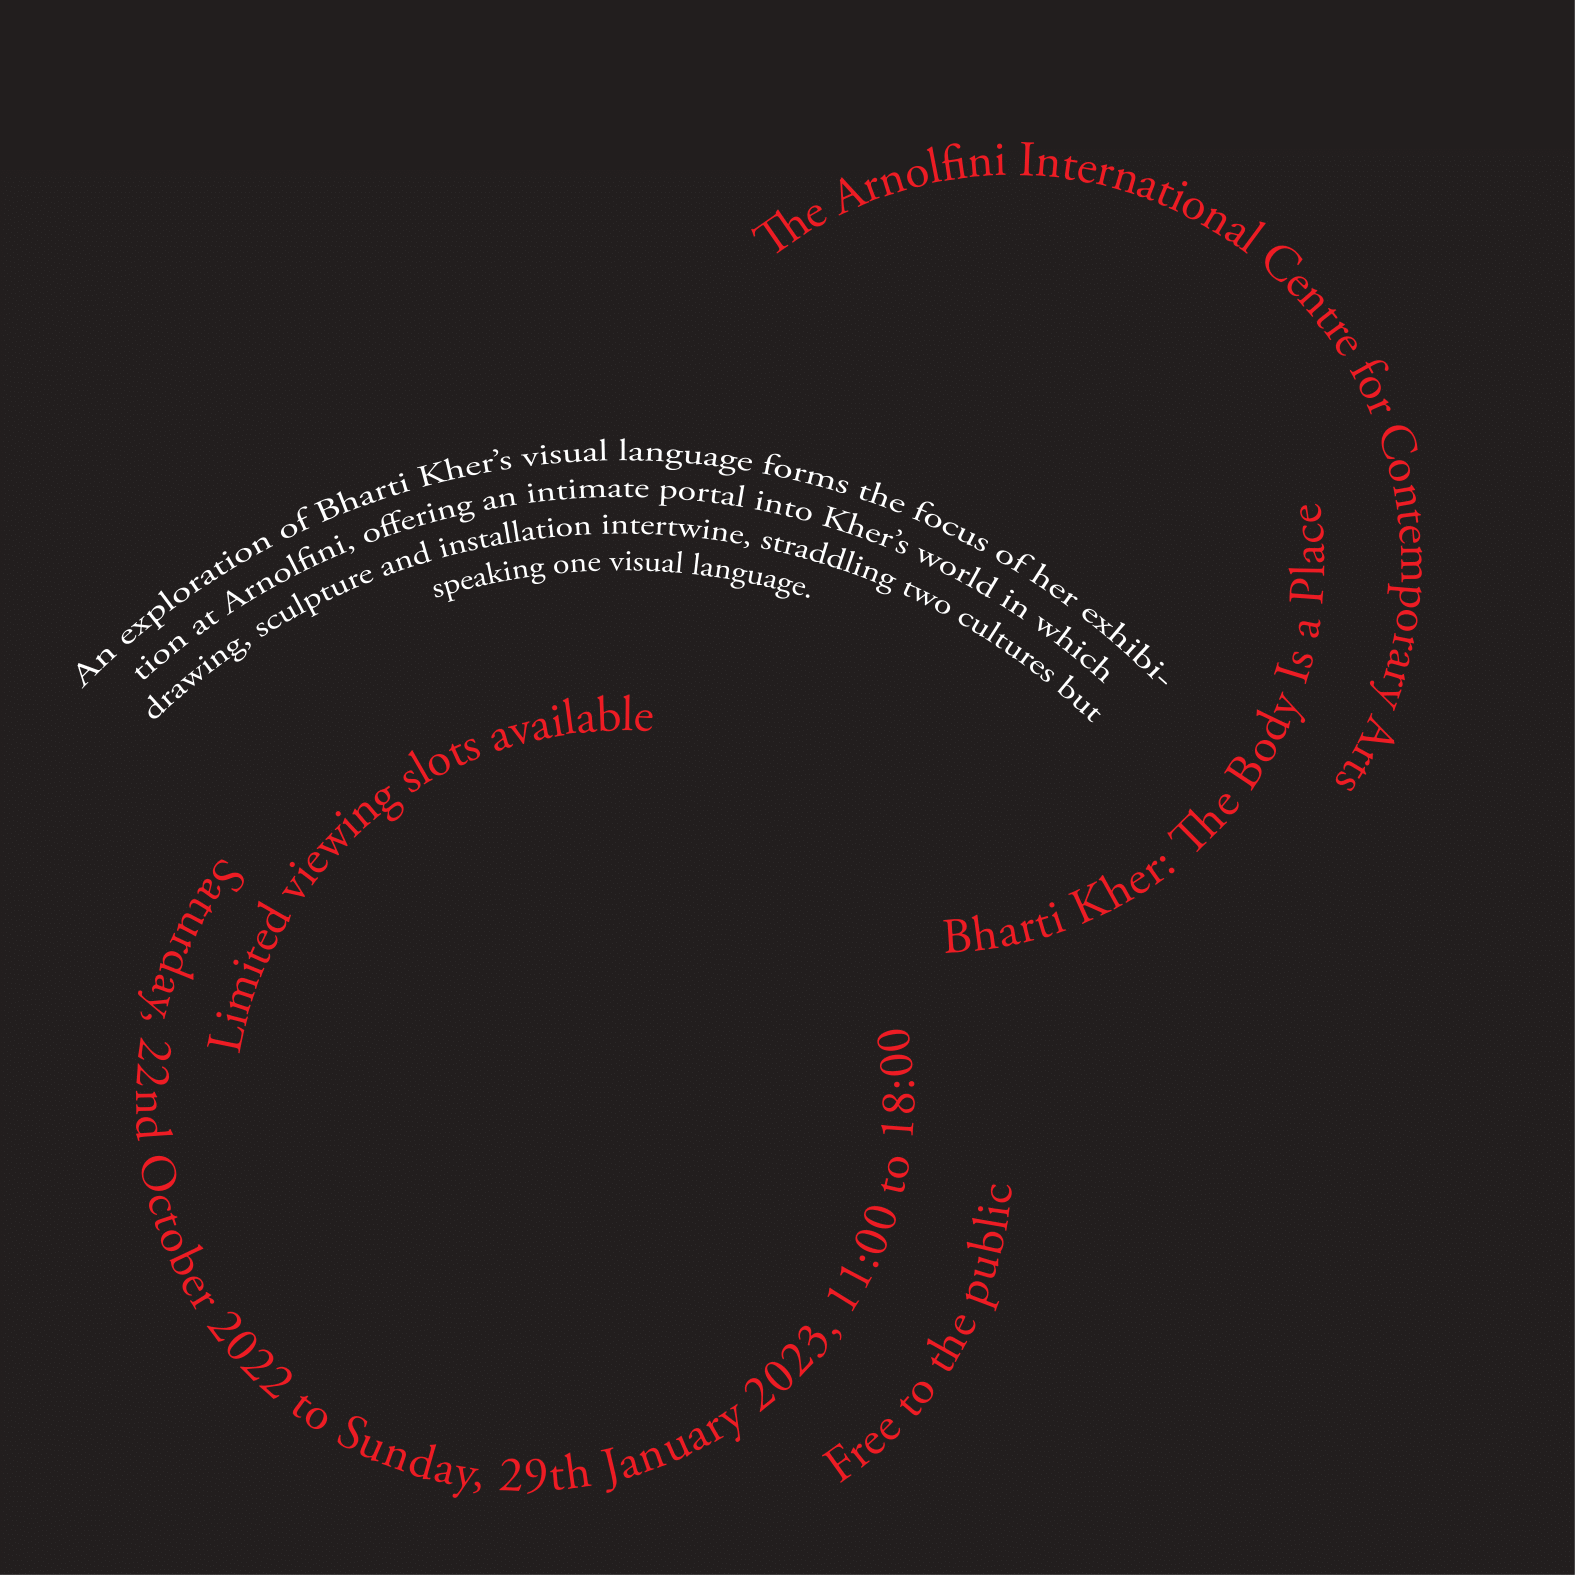 The Arnolfini International Centre for Contemporary Arts
An exploration of Bharti Kher’s visual language forms the focus of her exhibi-
tion at Arnolfini, offering an intimate portal into Kher’s world in which
drawing, sculpture and installation intertwine, straddling two cultures but
speaking one visual language.
Bharti Kher: The Body Is a Place
Limited viewing slots available
Saturday, 22nd October 2022 to Sunday, 29th January 2023, 11:00 to 18:00
Free to the public